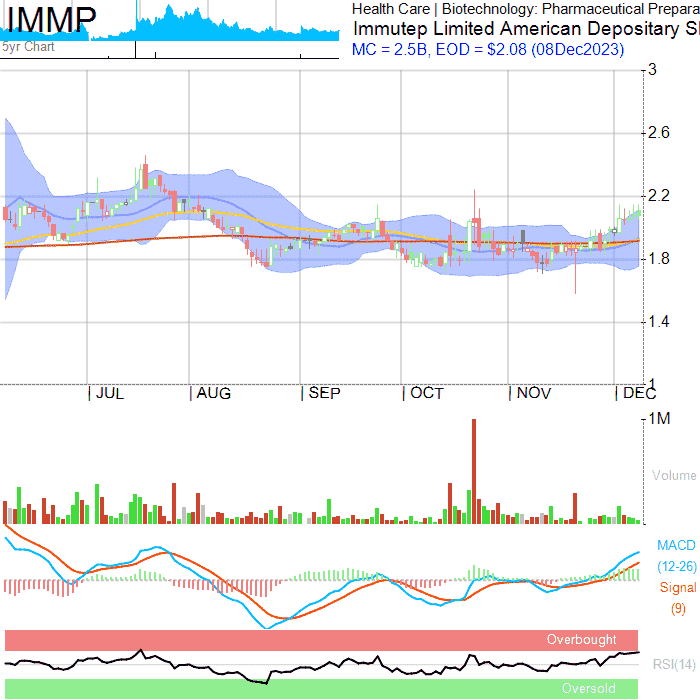 IMMP
5yr Chart
Health Care | Biotechnology: Pharmaceutical Prepara
Immutep Limited American Depositary S
MC = 2.5B, EOD = $2.08 (08Dec2023)
3
2.6
2.2
1.8
1.4
1
JUL AUG SEP OCT NOV DEC
1M
Volume
MACD
(12-26)
Signal
(9)
Overbought
RSI(14)
Oversold